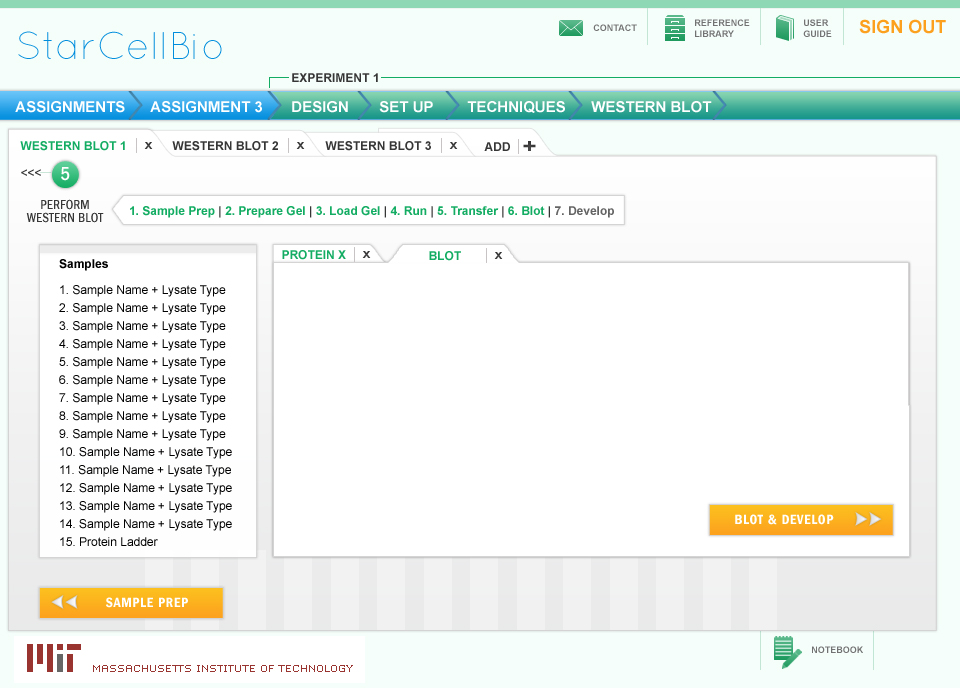 StarCellBio
CONTACT
REFERENCE
LIBRARY
USER
GUIDE
SIGN OUT
EXPERIMENT 1
ASSIGNMENTS ASSIGNMENT 3 DESIGN SET UP TECHNIQUES WESTERN BLOT
WESTERN BLOT 1 | x WESTERN BLOT 2 | x WESTERN BLOT 3 | x ADD | +
<<< 5
PERFORM
WESTERN BLOT
1. Sample Prep | 2. Prepare Gel | 3. Load Gel | 4. Run | 5. Transfer | 6. Blot | 7. Develop
Samples
1. Sample Name + Lysate Type
2. Sample Name + Lysate Type
3. Sample Name + Lysate Type
4. Sample Name + Lysate Type
5. Sample Name + Lysate Type
6. Sample Name + Lysate Type
7. Sample Name + Lysate Type
8. Sample Name + Lysate Type
9. Sample Name + Lysate Type
10. Sample Name + Lysate Type
11. Sample Name + Lysate Type
12. Sample Name + Lysate Type
13. Sample Name + Lysate Type
14. Sample Name + Lysate Type
15. Protein Ladder
PROTEIN X | x BLOT | x
BLOT & DEVELOP
SAMPLE PREP
MIT MASSACHUSETTS INSTITUTE OF TECHNOLOGY
NOTEBOOK